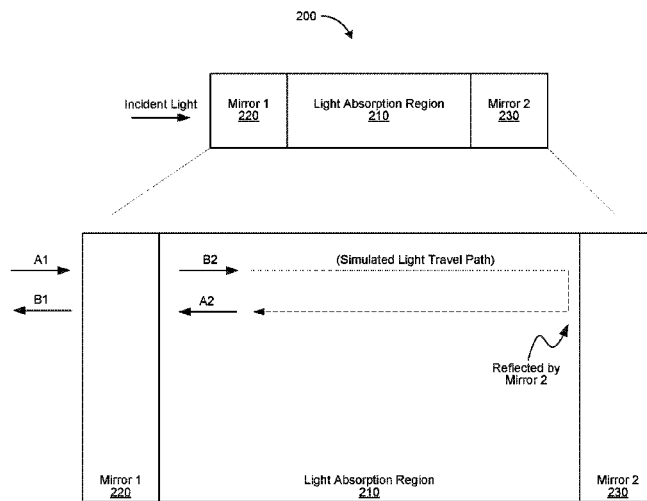 200
Incident Light
Mirror 1
220
Light Absorption Region
210
Mirror 2
230
A1
B1
B2
(Simulated Light Travel Path)
A2
Reflected by
Mirror 2
Mirror 1
220
Light Absorption Region
210
Mirror 2
230